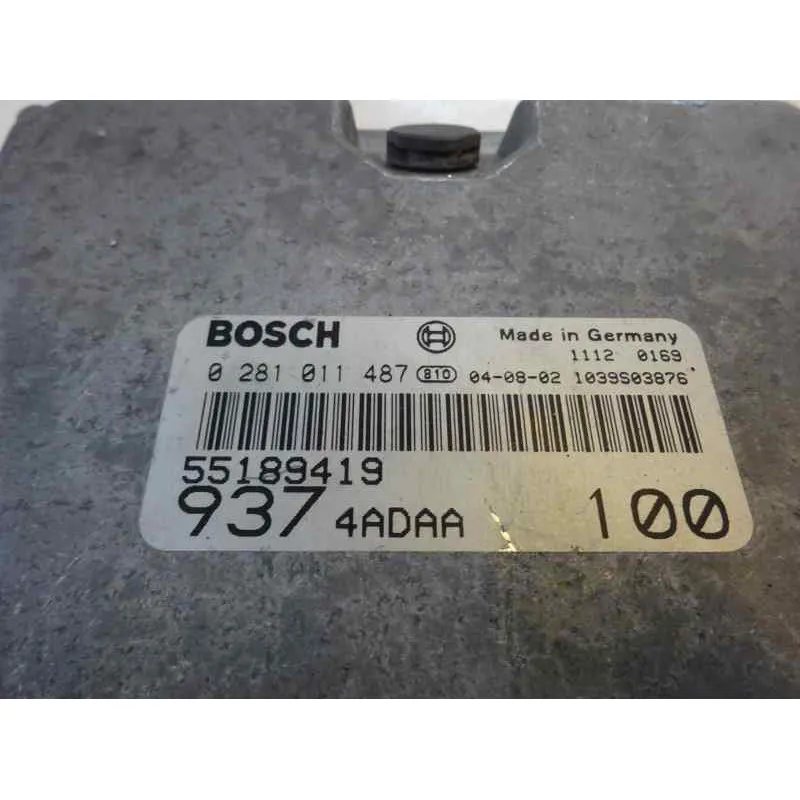 BOSCH Made in Germany
1112 0169
0 281 011 487 810 04-08-02 1039S03876
55189419
937 4ADAA 100